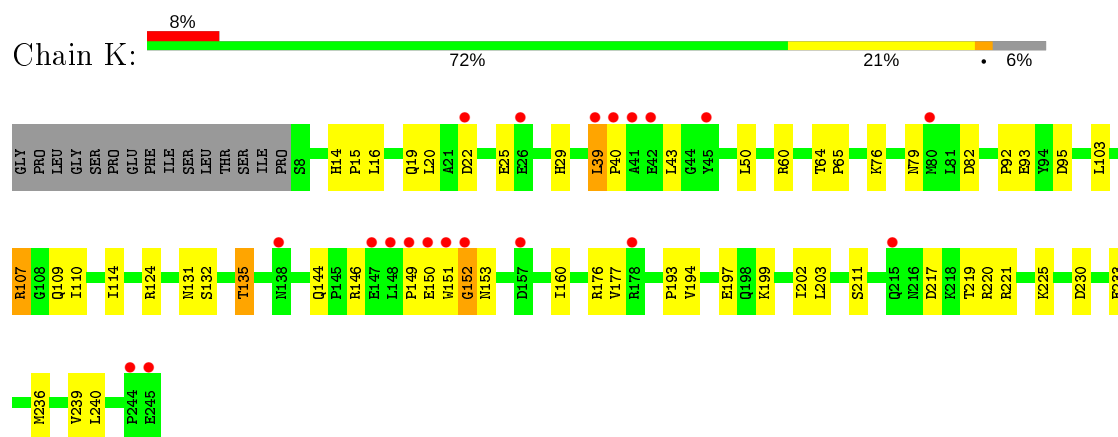 8%
Chain K:
72% 21% • 6%
GLY PRO LEU GLY SER PRO GLU PHE ILE SER LEU THR SER ILE PRO S8 H14 P15 L16 Q19 L20 A21 D22 E25 E26 H29 L39 P40 A41 E42 L43 G44 Y45 L50 R60 T64 P65 K76 N79 M80 L81 D82 P92 E93 Y94 D95 L103
R107 G108 Q109 I110 I114 R124 N131 S132 T135 N138 Q144 P145 R146 E147 L148 P149 E150 W151 G152 N153 D157 I160 R176 V177 R178 P193 V194 E197 Q198 K199 I202 L203 S211 Q215 N216 D217 K218 T219 R220 R221 K225 D230
M236 V239 L240 P244 E245